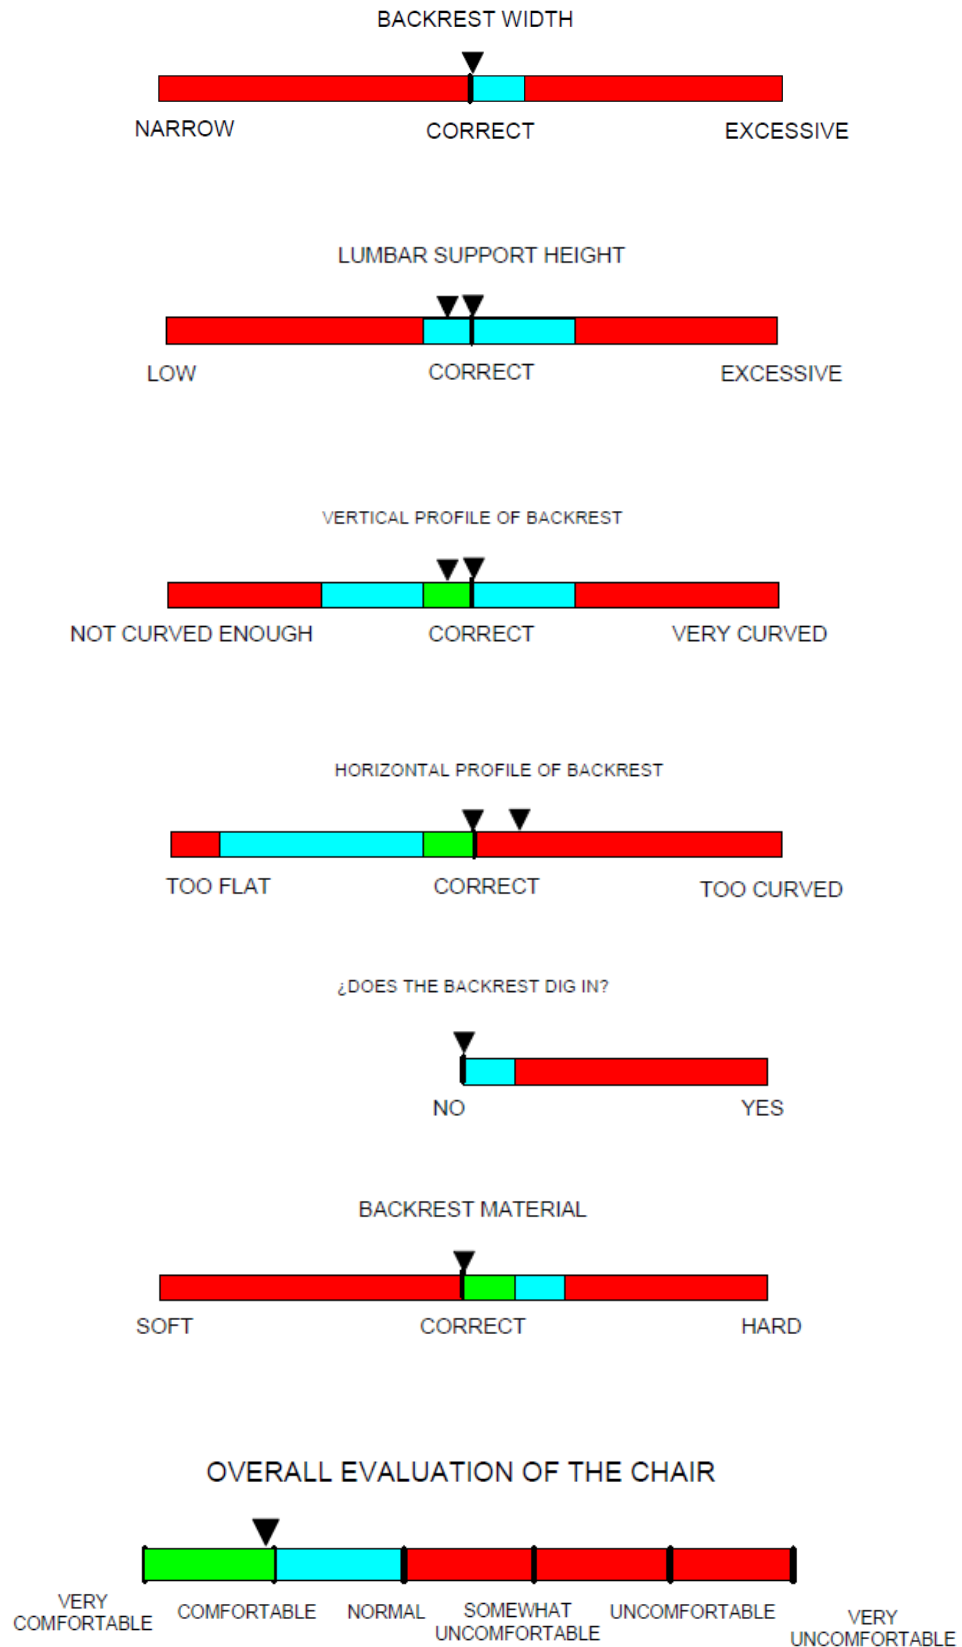 BACKREST WIDTH
NARROW CORRECT EXCESSIVE
LUMBAR SUPPORT HEIGHT
LOW CORRECT EXCESSIVE
VERTICAL PROFILE OF BACKREST
NOT CURVED ENOUGH CORRECT VERY CURVED
HORIZONTAL PROFILE OF BACKREST
TOO FLAT CORRECT TOO CURVED
¿DOES THE BACKREST DIG IN?
NO YES
BACKREST MATERIAL
SOFT CORRECT HARD
OVERALL EVALUATION OF THE CHAIR
VERY
COMFORTABLE
COMFORTABLE
NORMAL
SOMEWHAT
UNCOMFORTABLE
UNCOMFORTABLE
VERY
UNCOMFORTABLE